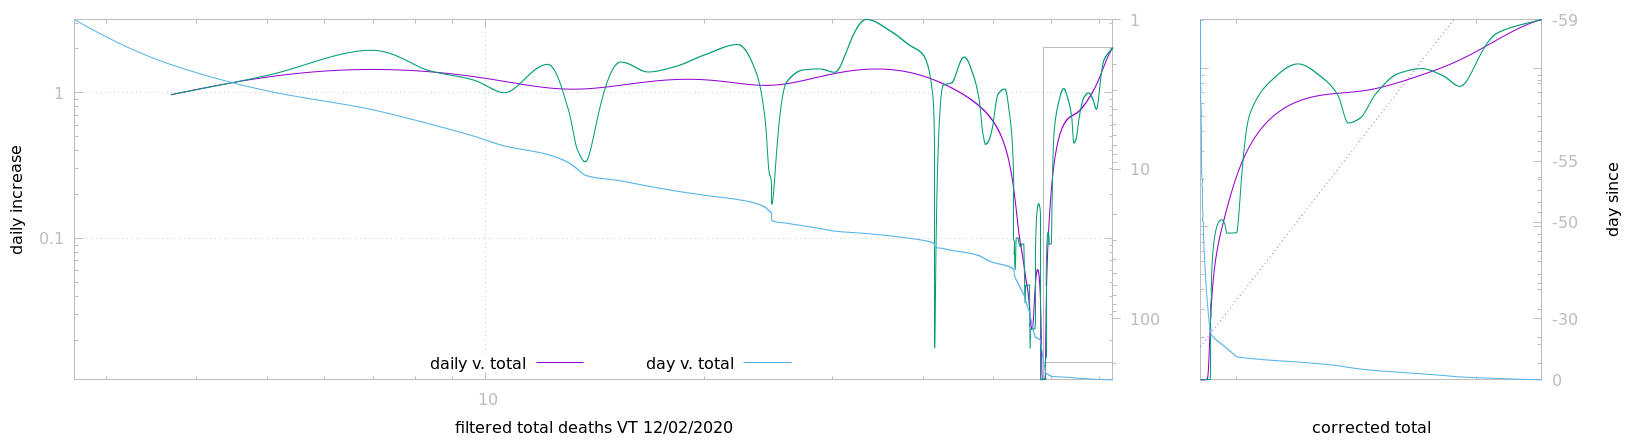 1
0.1
daily increase
10
filtered total deaths VT 12/02/2020
daily v. total
day v. total
1
10
100
-59
-55
-50
-30
0
day since
corrected total